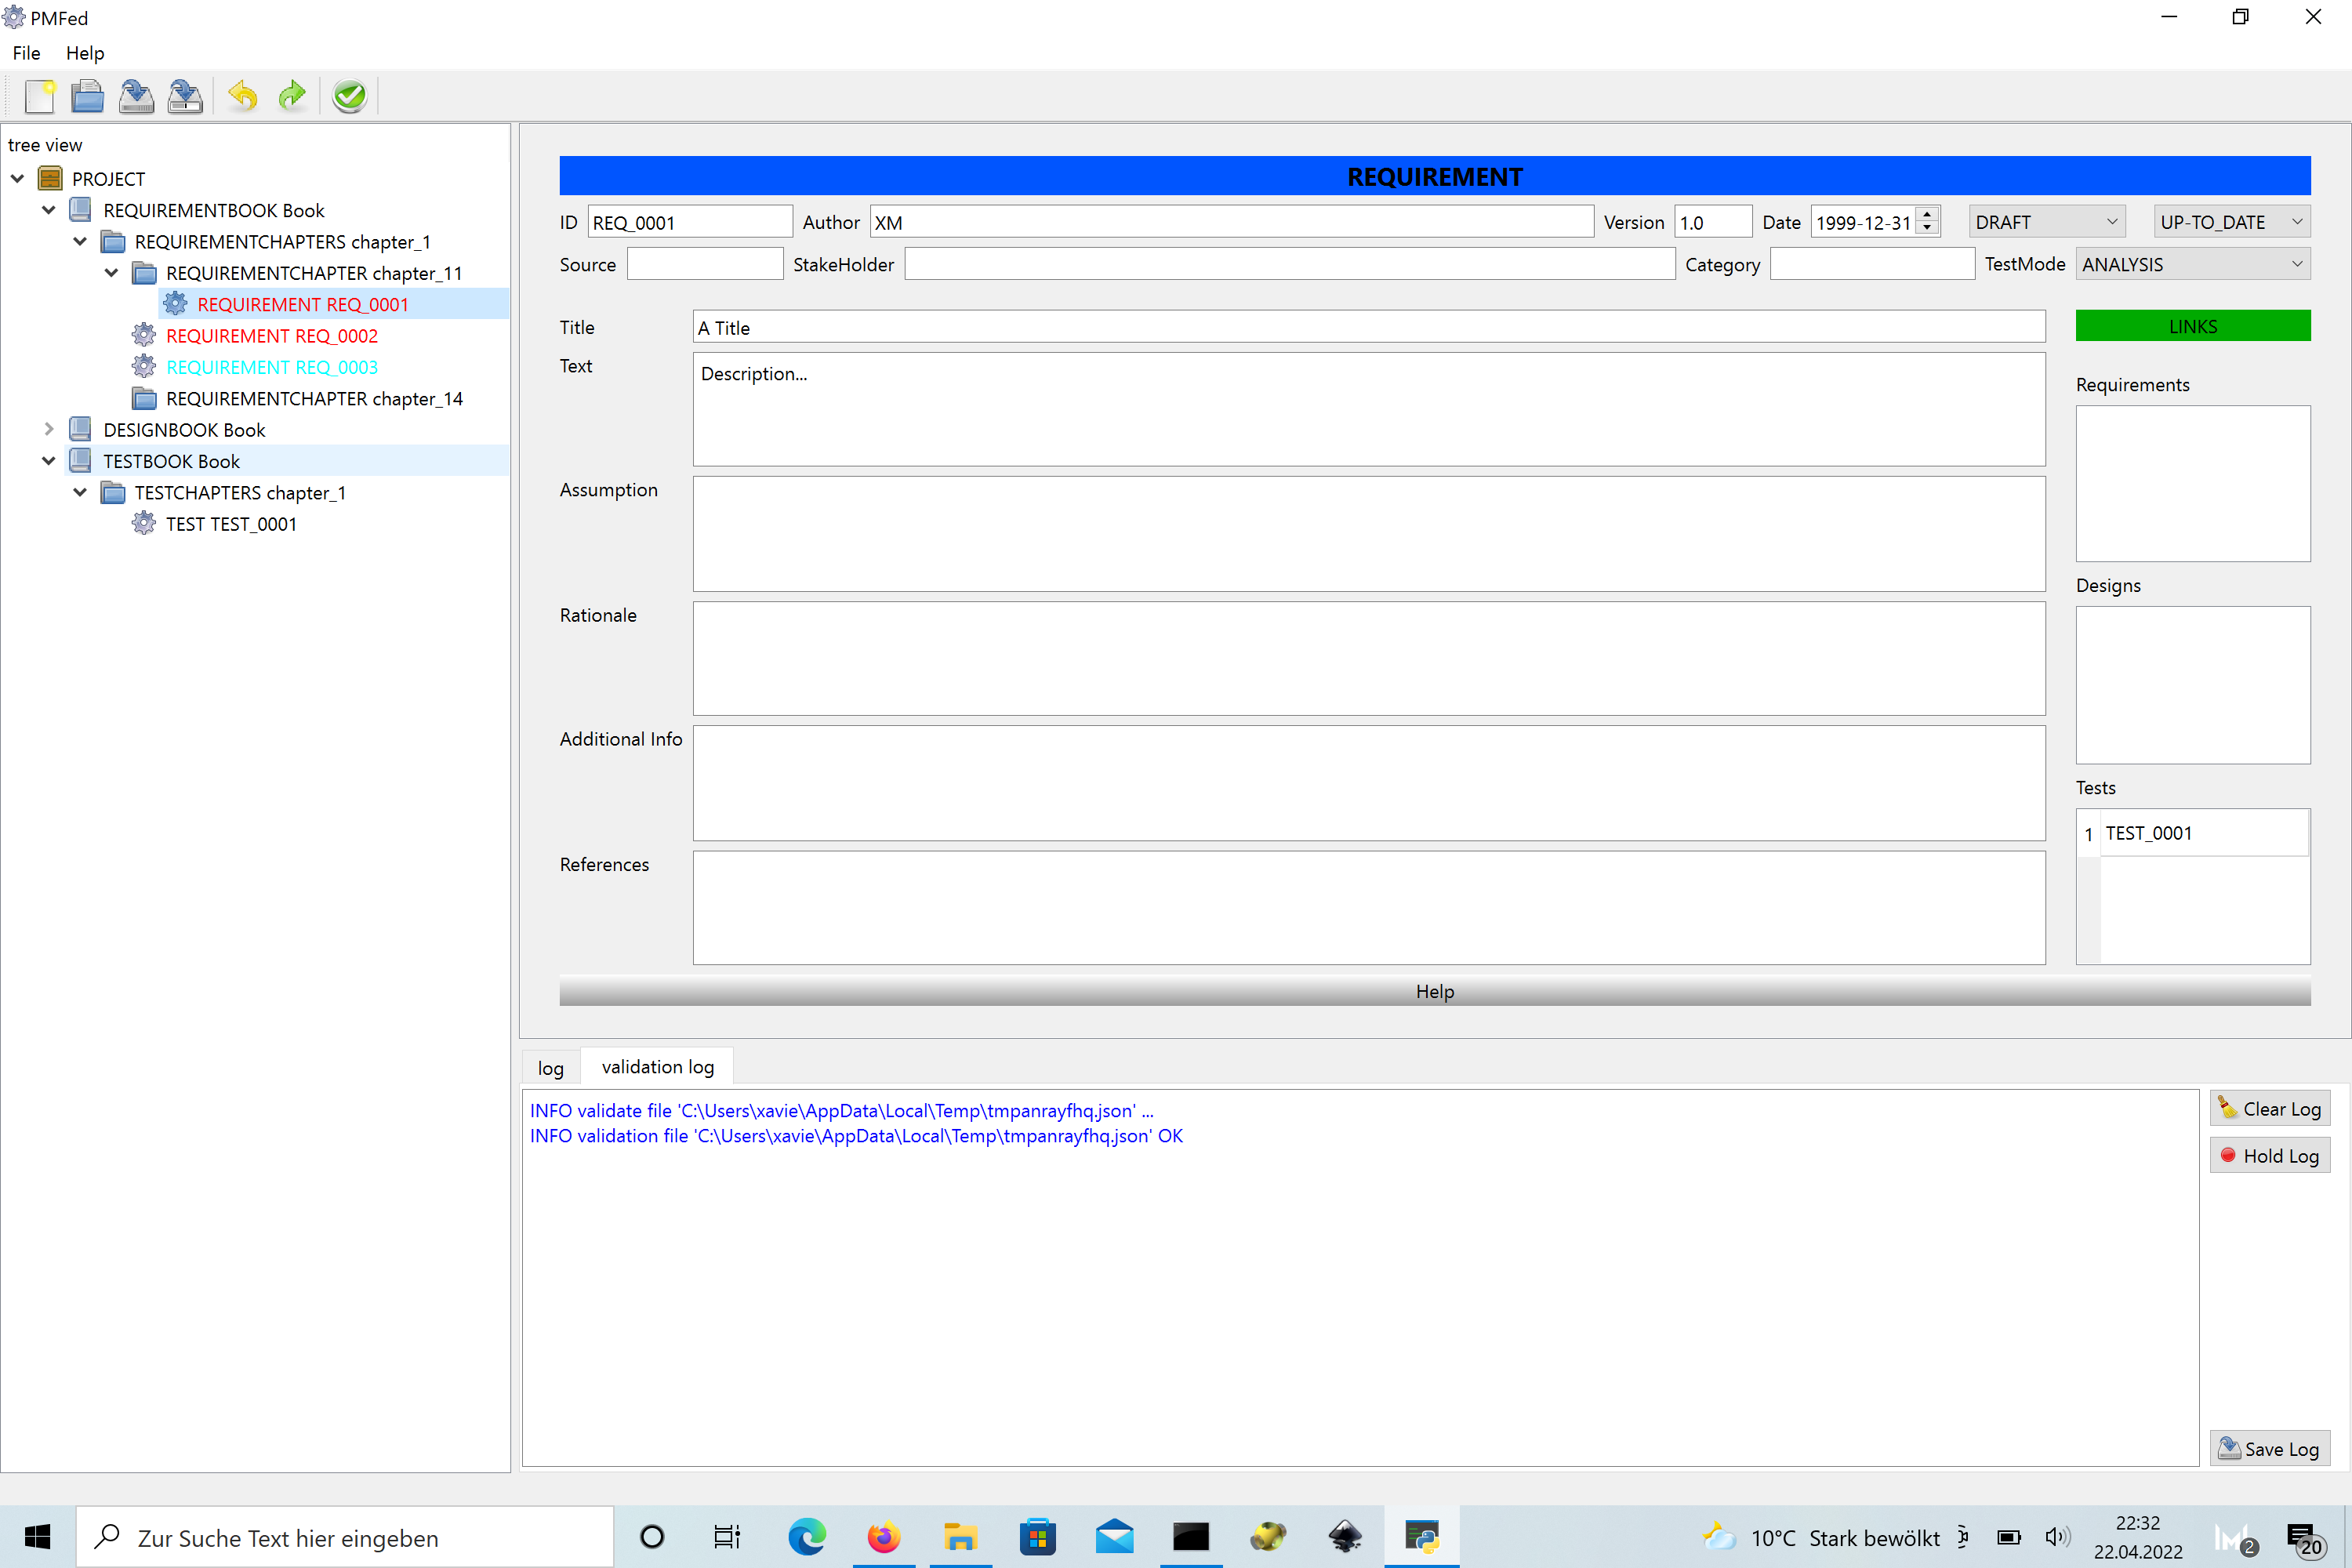 PMFed
File Help
tree view
PROJECT
REQUIREMENTBOOK Book
REQUIREMENTCHAPTERS chapter_1
REQUIREMENTCHAPTER chapter_11
REQUIREMENT REQ_0001
REQUIREMENT REQ_0002
REQUIREMENT REQ_0003
REQUIREMENTCHAPTER chapter_14
DESIGNBOOK Book
TESTBOOK Book
TESTCHAPTERS chapter_1
TEST TEST_0001
REQUIREMENT
ID REQ_0001 Author XM Version 1.0 Date 1999-12-31 DRAFT UP-TO_DATE
Source StakeHolder Category TestMode ANALYSIS
Title A Title
Text Description...
Assumption
Rationale
Additional Info
References
LINKS
Requirements
Designs
Tests
1 TEST_0001
Help
log validation log
INFO validate file 'C:\Users\xavie\AppData\Local\Temp\tmpanrayfhq.json' ...
INFO validation file 'C:\Users\xavie\AppData\Local\Temp\tmpanrayfhq.json' OK
Clear Log
Hold Log
Save Log
Zur Suche Text hier eingeben
10°C Stark bewölkt
22:32
22.04.2022
2
20